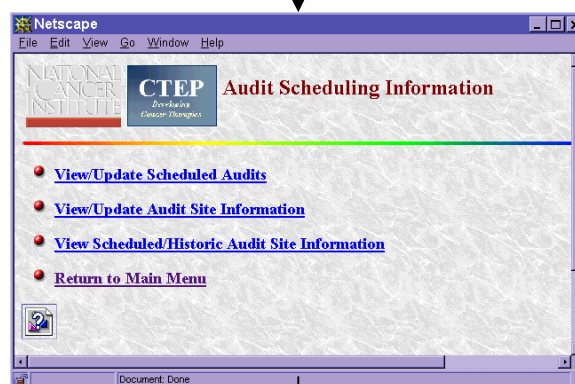 Netscape
File Edit View Go Window Help
NATIONAL
CANCER
INSTITUTE
CTEP
Developing
Cancer Therapies
Audit Scheduling Information
View/Update Scheduled Audits
View/Update Audit Site Information
View Scheduled/Historic Audit Site Information
Return to Main Menu
Document: Done